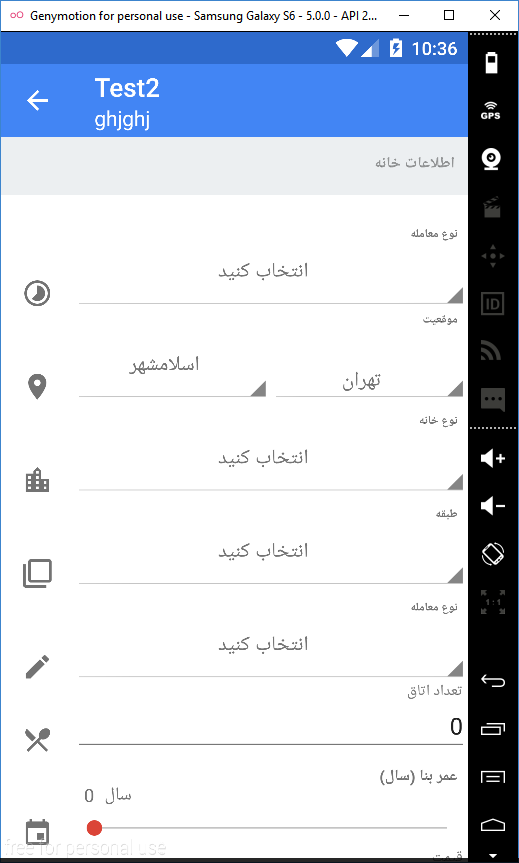 Genymotion for personal use - Samsung Galaxy S6 - 5.0.0 - API 2...
10:36
Test2
ghjghj
اطلاعات خانه
نوع معامله
انتخاب کنید
موقعیت
تهران
اسلامشهر
نوع خانه
انتخاب کنید
طبقه
انتخاب کنید
نوع معامله
انتخاب کنید
تعداد اتاق
0
عمر بنا (سال)
0 سال
قیمت
free for personal use
GPS
ID
1:1